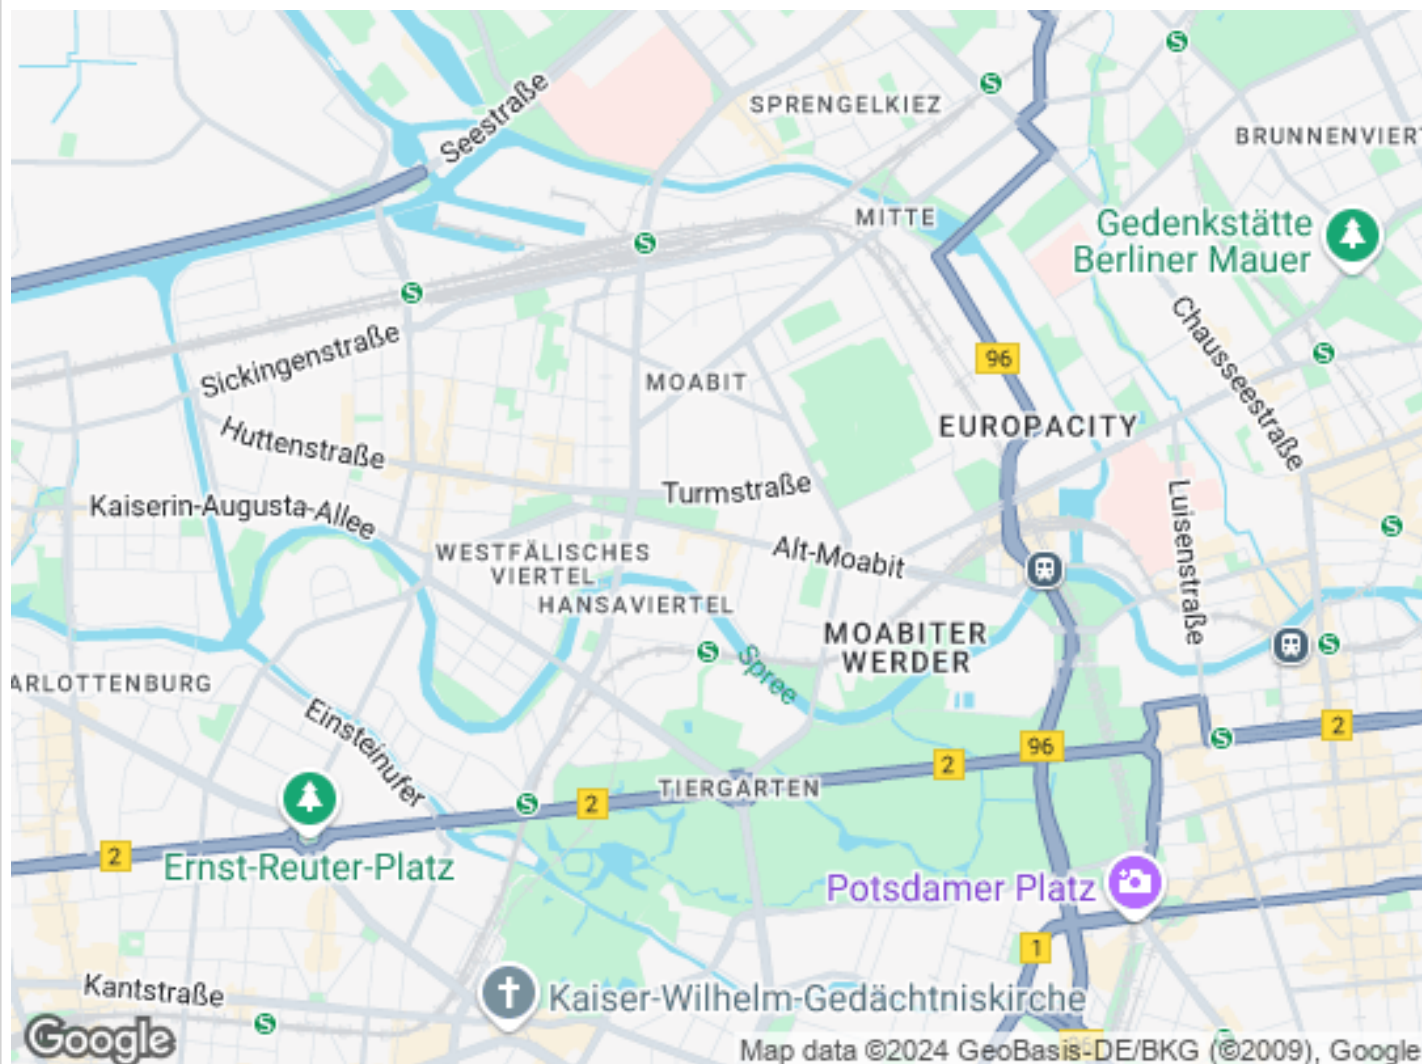 Seestraße
SPRENGELKIEZ
BRUNNENVIERT
MITTE
Gedenkstätte
Berliner Mauer
Chausseestraße
Sickingenstraße
96
MOABIT
EUROPACITY
Huttenstraße
Turmstraße
Luisenstraße
Kaiserin-Augusta-Allee
Alt-Moabit
WESTFÄLISCHES
VIERTEL
HANSAVIERTEL
MOABITER
WERDER
Spree
ARLOTTENBURG
Einsteinufer
2
96
2
TIERGARTEN
2
2
Ernst-Reuter-Platz
Potsdamer Platz
1
Kantstraße
Kaiser-Wilhelm-Gedächtniskirche
96
Google
Map data ©2024 GeoBasis-DE/BKG (©2009), Google
S
S
S
S
S
S
S
S
S
S
S